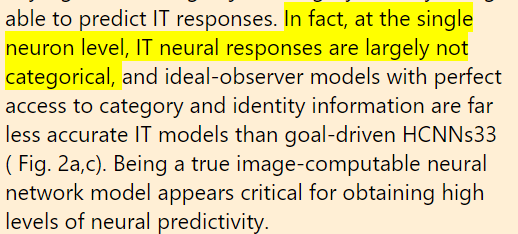 able to predict IT responses. In fact, at the single
neuron level, IT neural responses are largely not
categorical, and ideal-observer models with perfect
access to category and identity information are far
less accurate IT models than goal-driven HCNNs33
( Fig. 2a,c). Being a true image-computable neural
network model appears critical for obtaining high
levels of neural predictivity.